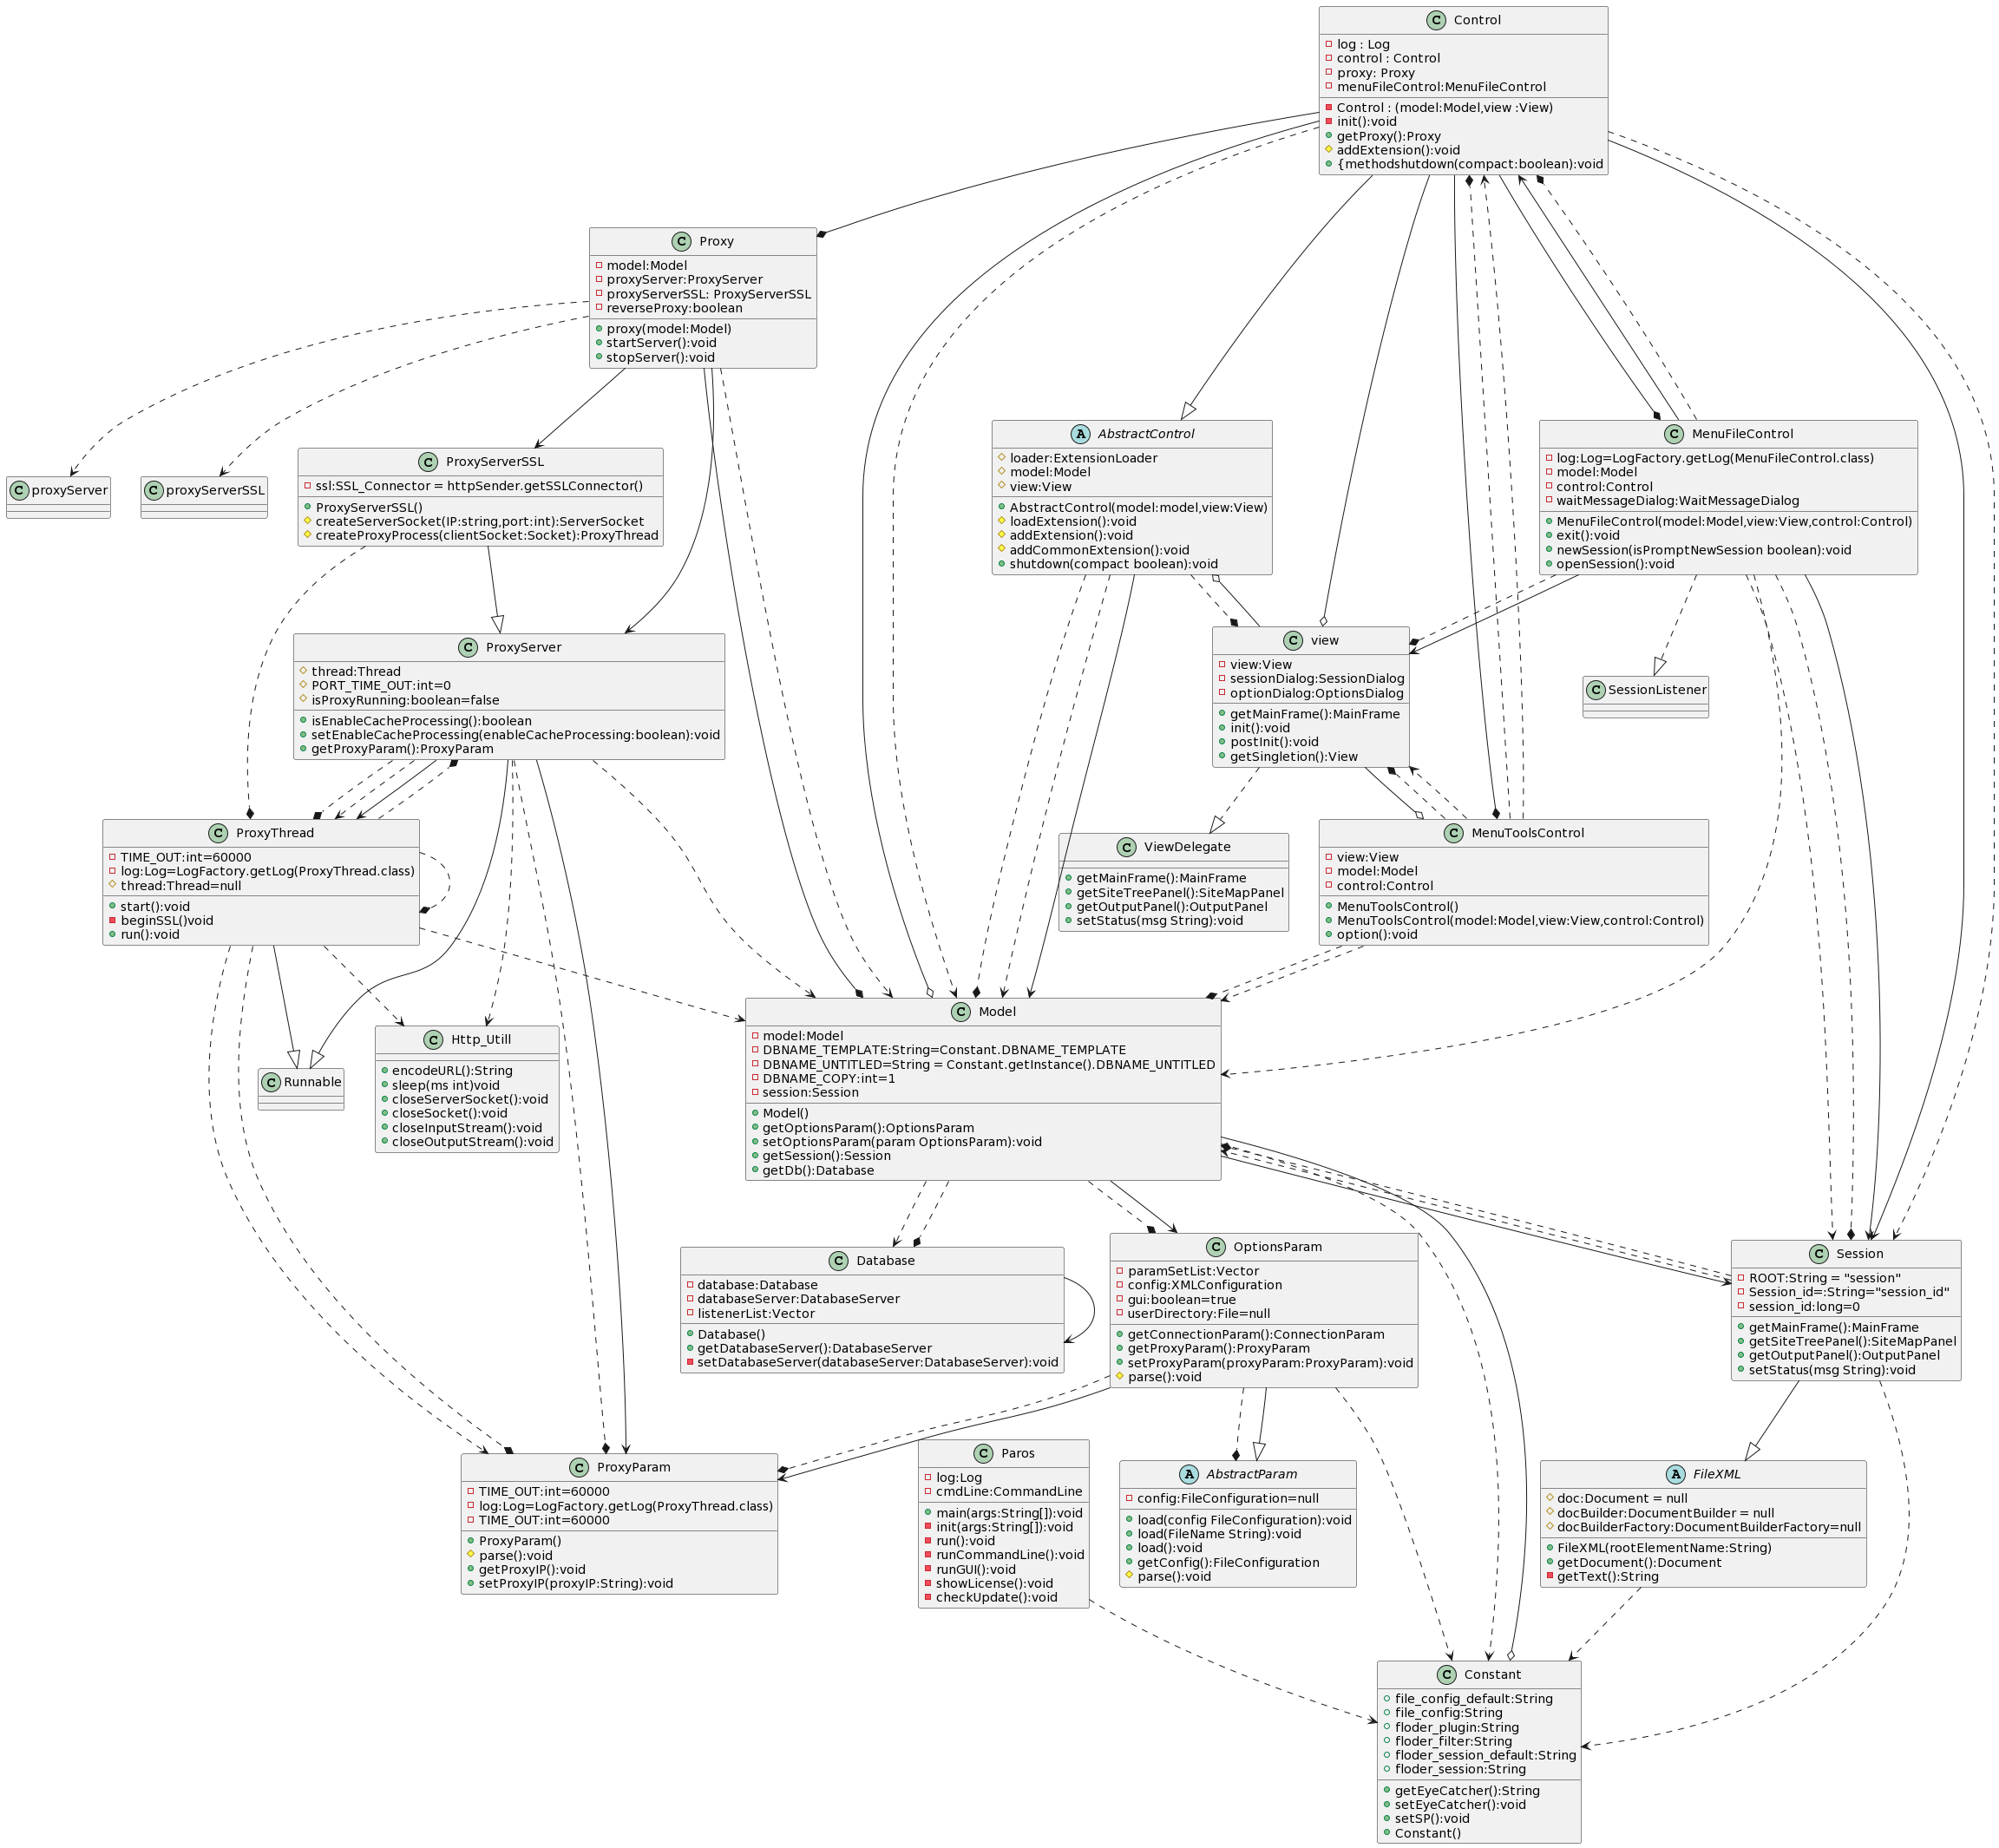 Control
log : Log
control : Control
proxy: Proxy
menuFileControl:MenuFileControl
Control : (model:Model,view :View)
init():void
getProxy():Proxy
addExtension():void
{methodshutdown(compact:boolean):void
Proxy
model:Model
proxyServer:ProxyServer
proxyServerSSL: ProxyServerSSL
reverseProxy:boolean
proxy(model:Model)
startServer():void
stopServer():void
proxyServer
proxyServerSSL
ProxyServerSSL
ssl:SSL_Connector = httpSender.getSSLConnector()
ProxyServerSSL()
createServerSocket(IP:string,port:int):ServerSocket
createProxyProcess(clientSocket:Socket):ProxyThread
AbstractControl
loader:ExtensionLoader
model:Model
view:View
AbstractControl(model:model,view:View)
loadExtension():void
addExtension():void
addCommonExtension():void
shutdown(compact boolean):void
MenuFileControl
log:Log=LogFactory.getLog(MenuFileControl.class)
model:Model
control:Control
waitMessageDialog:WaitMessageDialog
MenuFileControl(model:Model,view:View,control:Control)
exit():void
newSession(isPromptNewSession boolean):void
openSession():void
ProxyServer
thread:Thread
PORT_TIME_OUT:int=0
isProxyRunning:boolean=false
isEnableCacheProcessing():boolean
setEnableCacheProcessing(enableCacheProcessing:boolean):void
getProxyParam():ProxyParam
view
view:View
sessionDialog:SessionDialog
optionDialog:OptionsDialog
getMainFrame():MainFrame
init():void
postInit():void
getSingletion():View
SessionListener
ProxyThread
TIME_OUT:int=60000
log:Log=LogFactory.getLog(ProxyThread.class)
thread:Thread=null
start():void
beginSSL()void
run():void
ViewDelegate
getMainFrame():MainFrame
getSiteTreePanel():SiteMapPanel
getOutputPanel():OutputPanel
setStatus(msg String):void
MenuToolsControl
view:View
model:Model
control:Control
MenuToolsControl()
MenuToolsControl(model:Model,view:View,control:Control)
option():void
Runnable
Http_Utill
encodeURL():String
sleep(ms int)void
closeServerSocket():void
closeSocket():void
closeInputStream():void
closeOutputStream():void
Model
model:Model
DBNAME_TEMPLATE:String=Constant.DBNAME_TEMPLATE
DBNAME_UNTITLED=String = Constant.getInstance().DBNAME_UNTITLED
DBNAME_COPY:int=1
session:Session
Model()
getOptionsParam():OptionsParam
setOptionsParam(param OptionsParam):void
getSession():Session
getDb():Database
Database
database:Database
databaseServer:DatabaseServer
listenerList:Vector
Database()
getDatabaseServer():DatabaseServer
setDatabaseServer(databaseServer:DatabaseServer):void
OptionsParam
paramSetList:Vector
config:XMLConfiguration
gui:boolean=true
userDirectory:File=null
getConnectionParam():ConnectionParam
getProxyParam():ProxyParam
setProxyParam(proxyParam:ProxyParam):void
parse():void
Session
ROOT:String = "session"
Session_id=:String="session_id"
session_id:long=0
getMainFrame():MainFrame
getSiteTreePanel():SiteMapPanel
getOutputPanel():OutputPanel
setStatus(msg String):void
ProxyParam
TIME_OUT:int=60000
log:Log=LogFactory.getLog(ProxyThread.class)
TIME_OUT:int=60000
ProxyParam()
parse():void
getProxyIP():void
setProxyIP(proxyIP:String):void
Paros
log:Log
cmdLine:CommandLine
main(args:String[]):void
init(args:String[]):void
run():void
runCommandLine():void
runGUI():void
showLicense():void
checkUpdate():void
AbstractParam
config:FileConfiguration=null
load(config FileConfiguration):void
load(FileName String):void
load():void
getConfig():FileConfiguration
parse():void
FileXML
doc:Document = null
docBuilder:DocumentBuilder = null
docBuilderFactory:DocumentBuilderFactory=null
FileXML(rootElementName:String)
getDocument():Document
getText():String
Constant
file_config_default:String
file_config:String
floder_plugin:String
floder_filter:String
floder_session_default:String
floder_session:String
getEyeCatcher():String
setEyeCatcher():void
setSP():void
Constant()